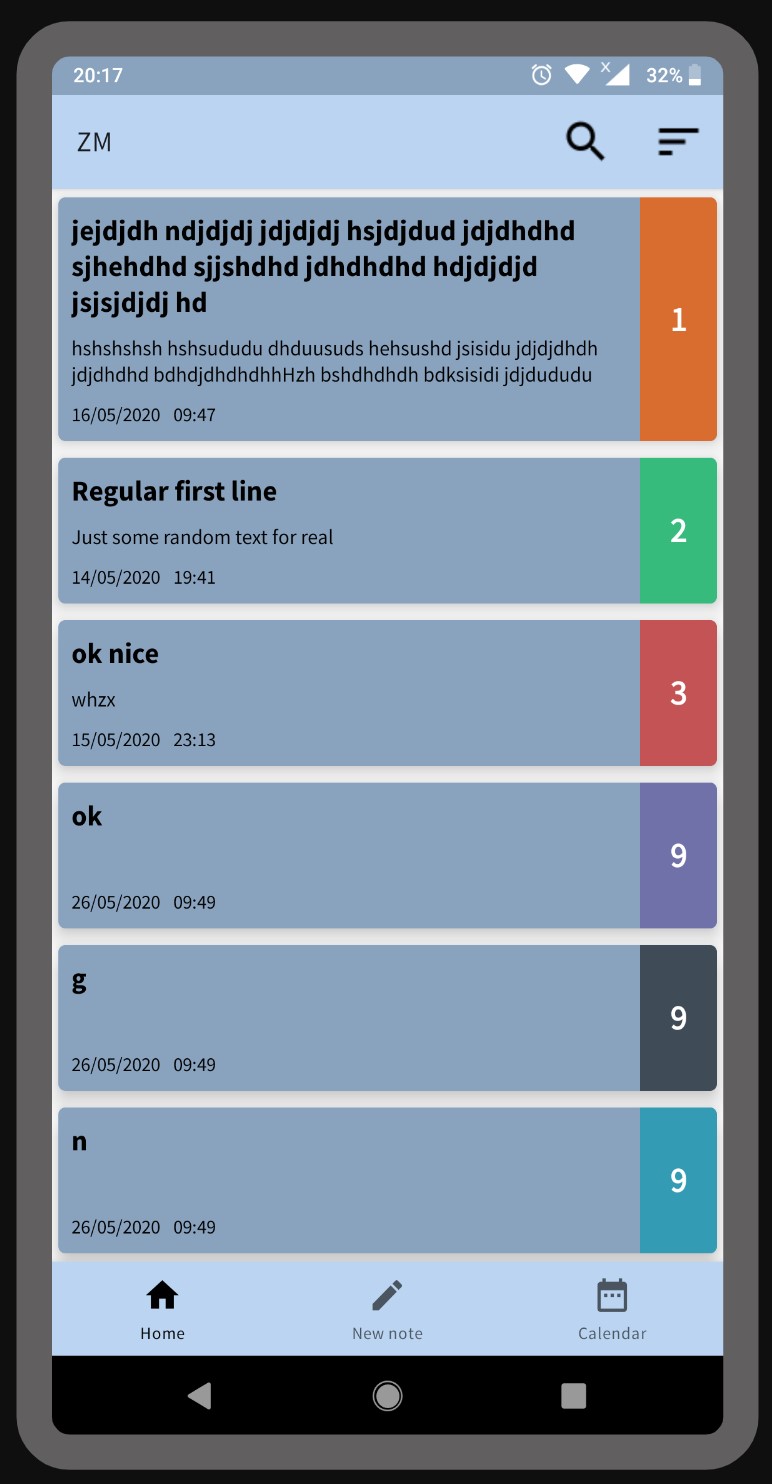 20:17 X 32%
ZM
jejdjdh ndjdjdj jdjdjdj hsjdjdud jdjdhdhd
sjhehdhd sjjshdhd jdhdhdhd hdjdjdjd
jsjsjdjdj hd
1
hshshshsh hshsududu dhduusuds hehsushd jsisidu jdjdjdhdh
jdjdhdhd bdhdjdhdhdhhHzh bshdhdhdh bdksisidi jdjdududu
16/05/2020 09:47
Regular first line
2
Just some random text for real
14/05/2020 19:41
ok nice
3
whzx
15/05/2020 23:13
ok
9
26/05/2020 09:49
g
9
26/05/2020 09:49
n
9
26/05/2020 09:49
Home New note Calendar